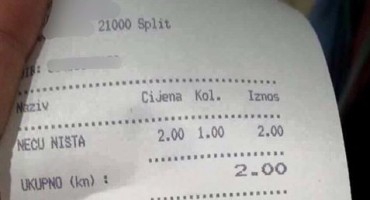 21000 Split
Naziv Cijena Kol. Iznos
NECU NISTA 2.00 1.00 2.00
UKUPNO (kn) : 2.00